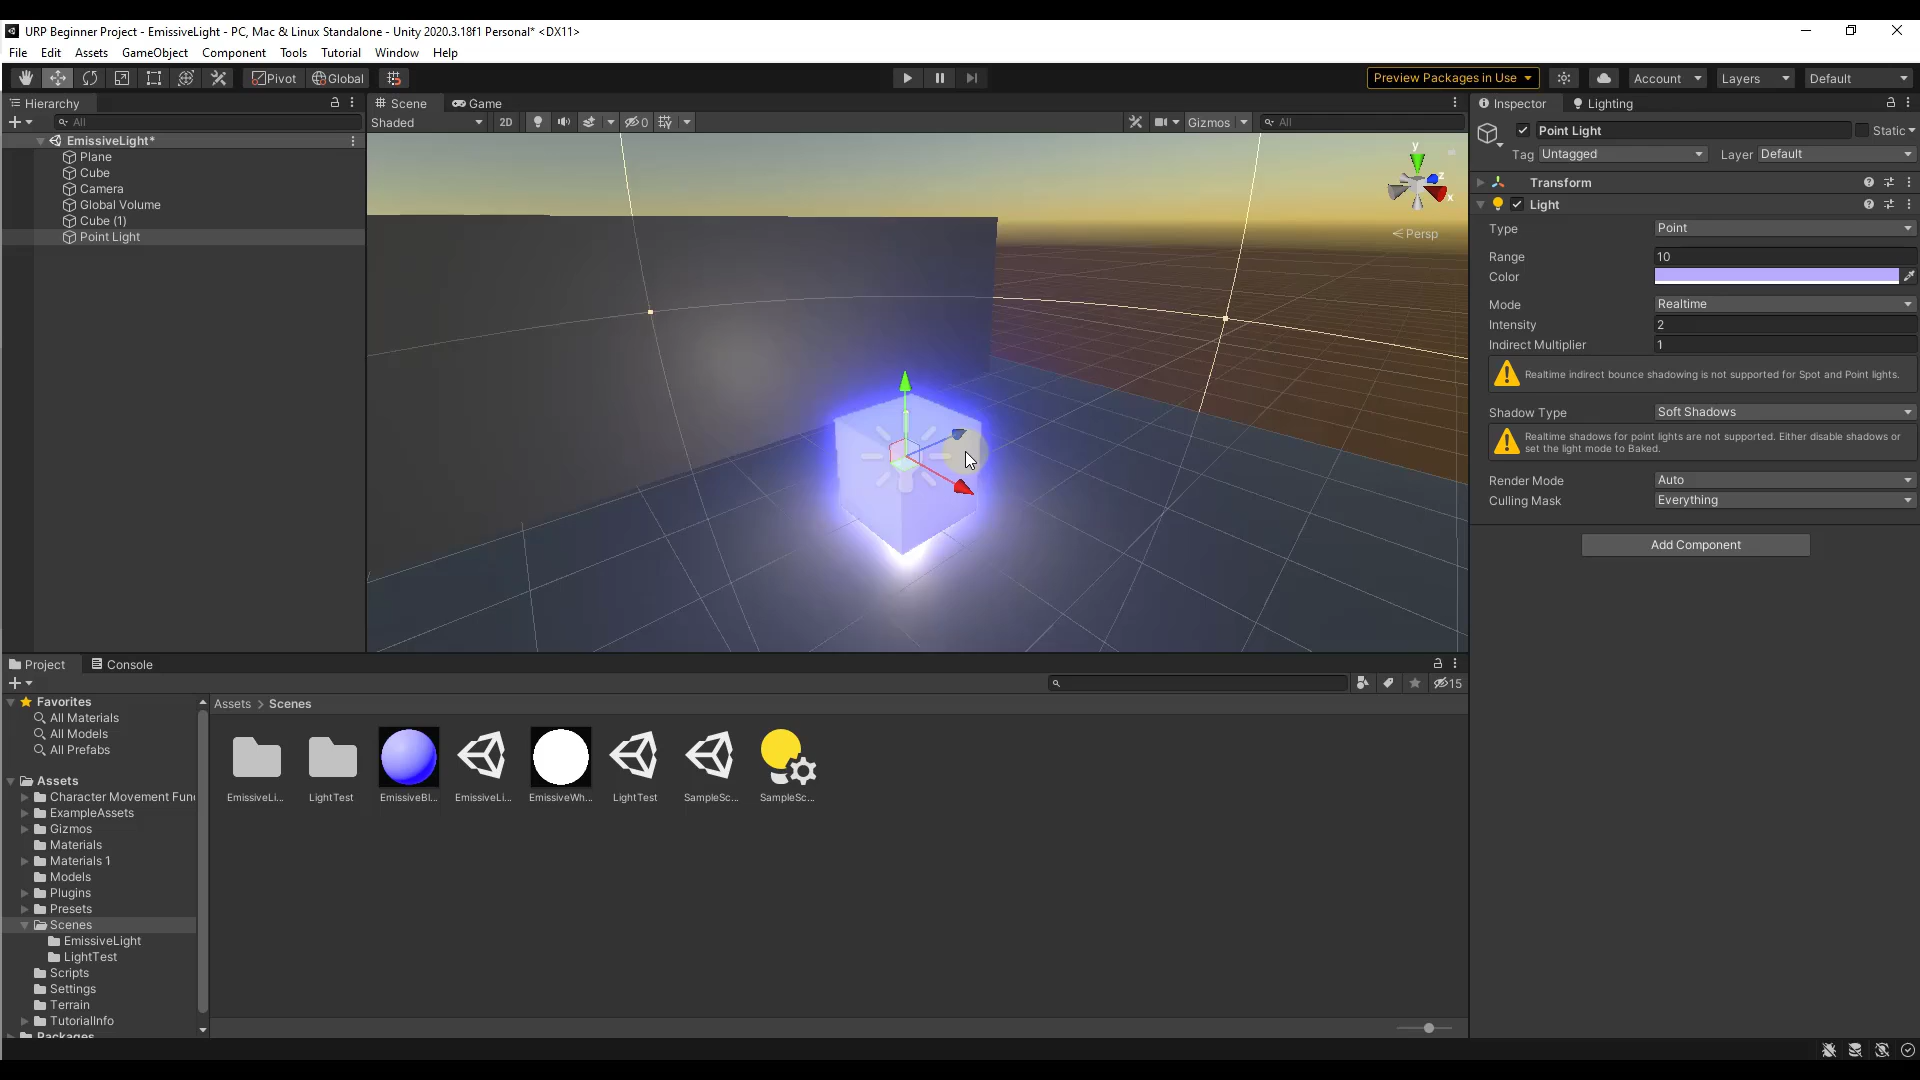 URP Beginner Project - EmissiveLight - PC, Mac & Linux Standalone - Unity 2020.3.18f1 Personal* <DX11>
File Edit Assets GameObject Component Tools Tutorial Window Help
Pivot Global Preview Packages in Use Account Layers Default
Hierarchy
All
EmissiveLight*
Plane
Cube
Camera
Global Volume
Cube (1)
Point Light
Scene Game
Shaded 2D 0 Gizmos All
y
z
x
Persp
Inspector Lighting
Point Light Static
Tag Untagged Layer Default
Transform
Light
Type Point
Range 10
Color
Mode Realtime
Intensity 2
Indirect Multiplier 1
Realtime indirect bounce shadowing is not supported for Spot and Point lights.
Shadow Type Soft Shadows
Realtime shadows for point lights are not supported. Either disable shadows or
set the light mode to Baked.
Render Mode Auto
Culling Mask Everything
Add Component
Project Console
15
Favorites
All Materials
All Models
All Prefabs
Assets
Character Movement Fun
ExampleAssets
Gizmos
Materials
Materials 1
Models
Plugins
Presets
Scenes
EmissiveLight
LightTest
Scripts
Settings
Terrain
TutorialInfo
Packages
Assets > Scenes
EmissiveLi... LightTest EmissiveBl... EmissiveLi... EmissiveWh... LightTest SampleSc... SampleSc...